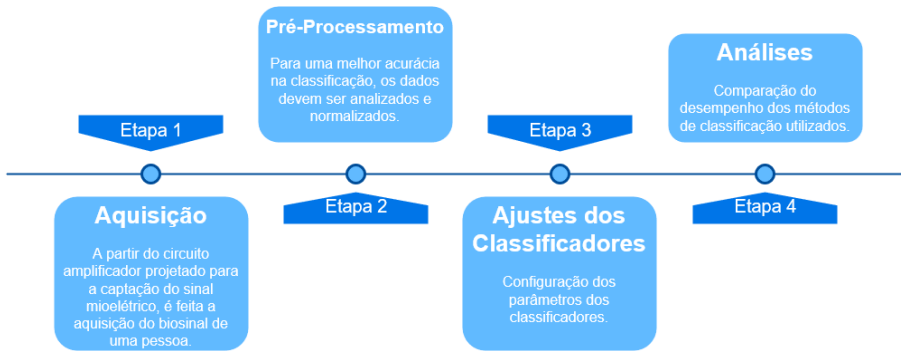 Etapa 1
Aquisição
A partir do circuito
amplificador projetado para
a captação do sinal
mioelétrico, é feita a
aquisição do biosinal de
uma pessoa.
Pré-Processamento
Para uma melhor acurácia
na classificação, os dados
devem ser analizados e
normalizados.
Etapa 2
Etapa 3
Ajustes dos
Classificadores
Configuração dos
parâmetros dos
classificadores.
Análises
Comparação do
desempenho dos métodos
de classificação utilizados.
Etapa 4